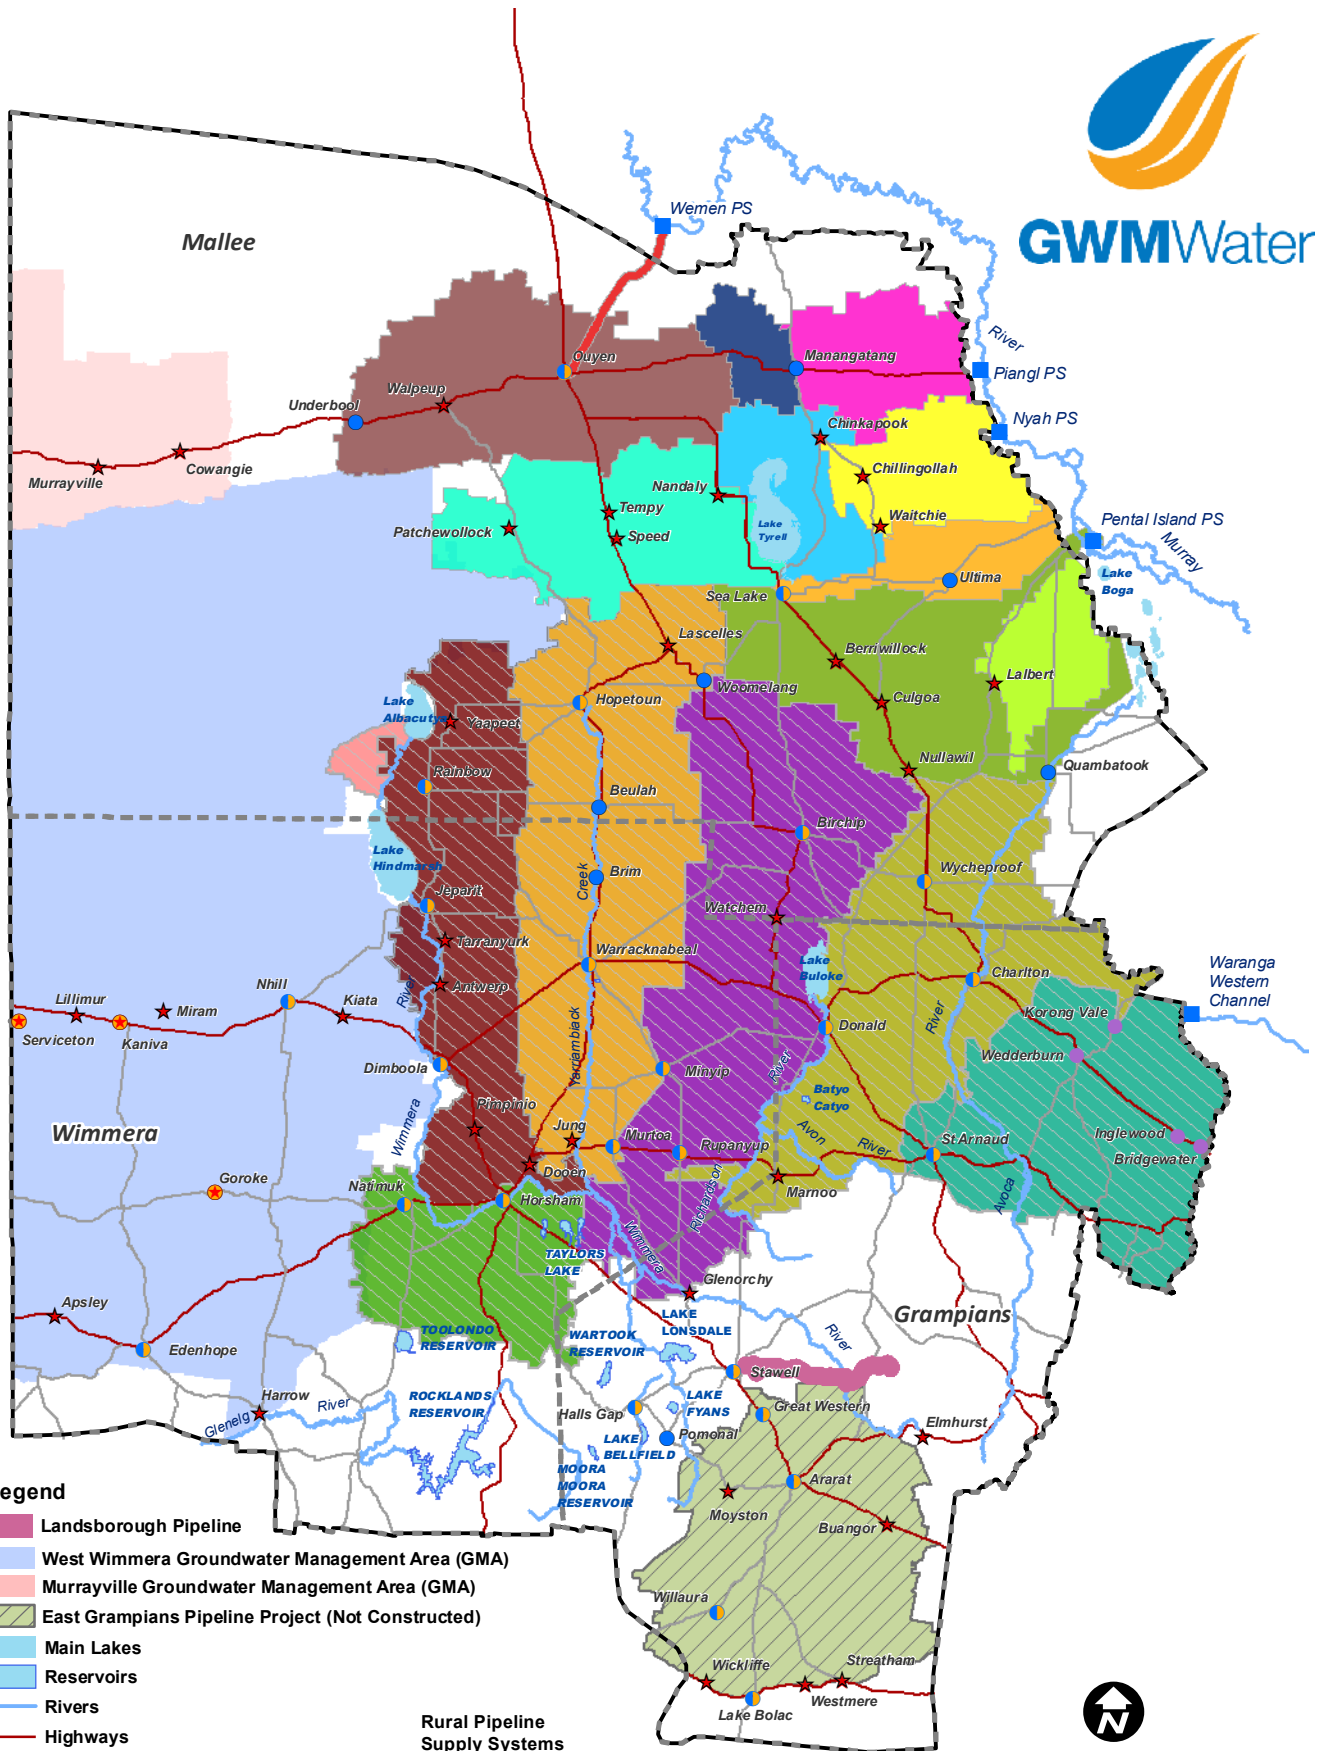 GWMWater
Wemen PS
Mallee
River
Ouyen
Manangatang
Piangl PS
Walpeup
Underbool
Nyah PS
Chinkapook
Cowangie
Murrayville
Chillingollah
Nandaly
Tempy
Waitchie
Patchewollock
Speed
Lake
Tyrell
Pental Island PS
Murray
Lake
Boga
Ultima
Sea Lake
Lascelles
Berriwillock
Lalbert
Woomelang
Culgoa
Hopetoun
Lake
Albacutya
Yaapeet
Nullawil
Quambatook
Rainbow
Beulah
Birchip
Lake
Hindmarsh
Creek
Brim
Wycheproof
Jeparit
Watchem
Tarranyurk
Warracknabeal
Lake
Buloke
Charlton
Waranga
Western
Channel
Nhill
Kiata
River
Antwerp
Lillimur
Miram
Serviceton
Kaniva
Donald
River
Korong Vale
Wedderburn
Dimboola
Yarriambiack
Minyip
River
Batyo
Catyo
Pimpinio
Wimmera
Wimmera
Jung
Murtoa
Rupanyup
Avon
River
St Arnaud
Inglewood
Bridgewater
Dooen
Goroke
Natimuk
Horsham
Richardson
Marnoo
Avoca
Wimmera
TAYLORS
LAKE
Glenorchy
Grampians
Apsley
Edenhope
TOOLONDO
RESERVOIR
WARTOOK
RESERVOIR
LAKE
LONSDALE
River
Stawell
Harrow
River
Glenelg
ROCKLANDS
RESERVOIR
Halls Gap
LAKE
FYANS
Great Western
Elmhurst
LAKE
BELLFIELD
Pomonal
MOORA
MOORA
RESERVOIR
Ararat
Moyston
Buangor
Willaura
Wickliffe
Streatham
Westmere
Lake Bolac
egend
Landsborough Pipeline
West Wimmera Groundwater Management Area (GMA)
Murrayville Groundwater Management Area (GMA)
East Grampians Pipeline Project (Not Constructed)
Main Lakes
Reservoirs
Rivers
Highways
Rural Pipeline
Supply Systems
N